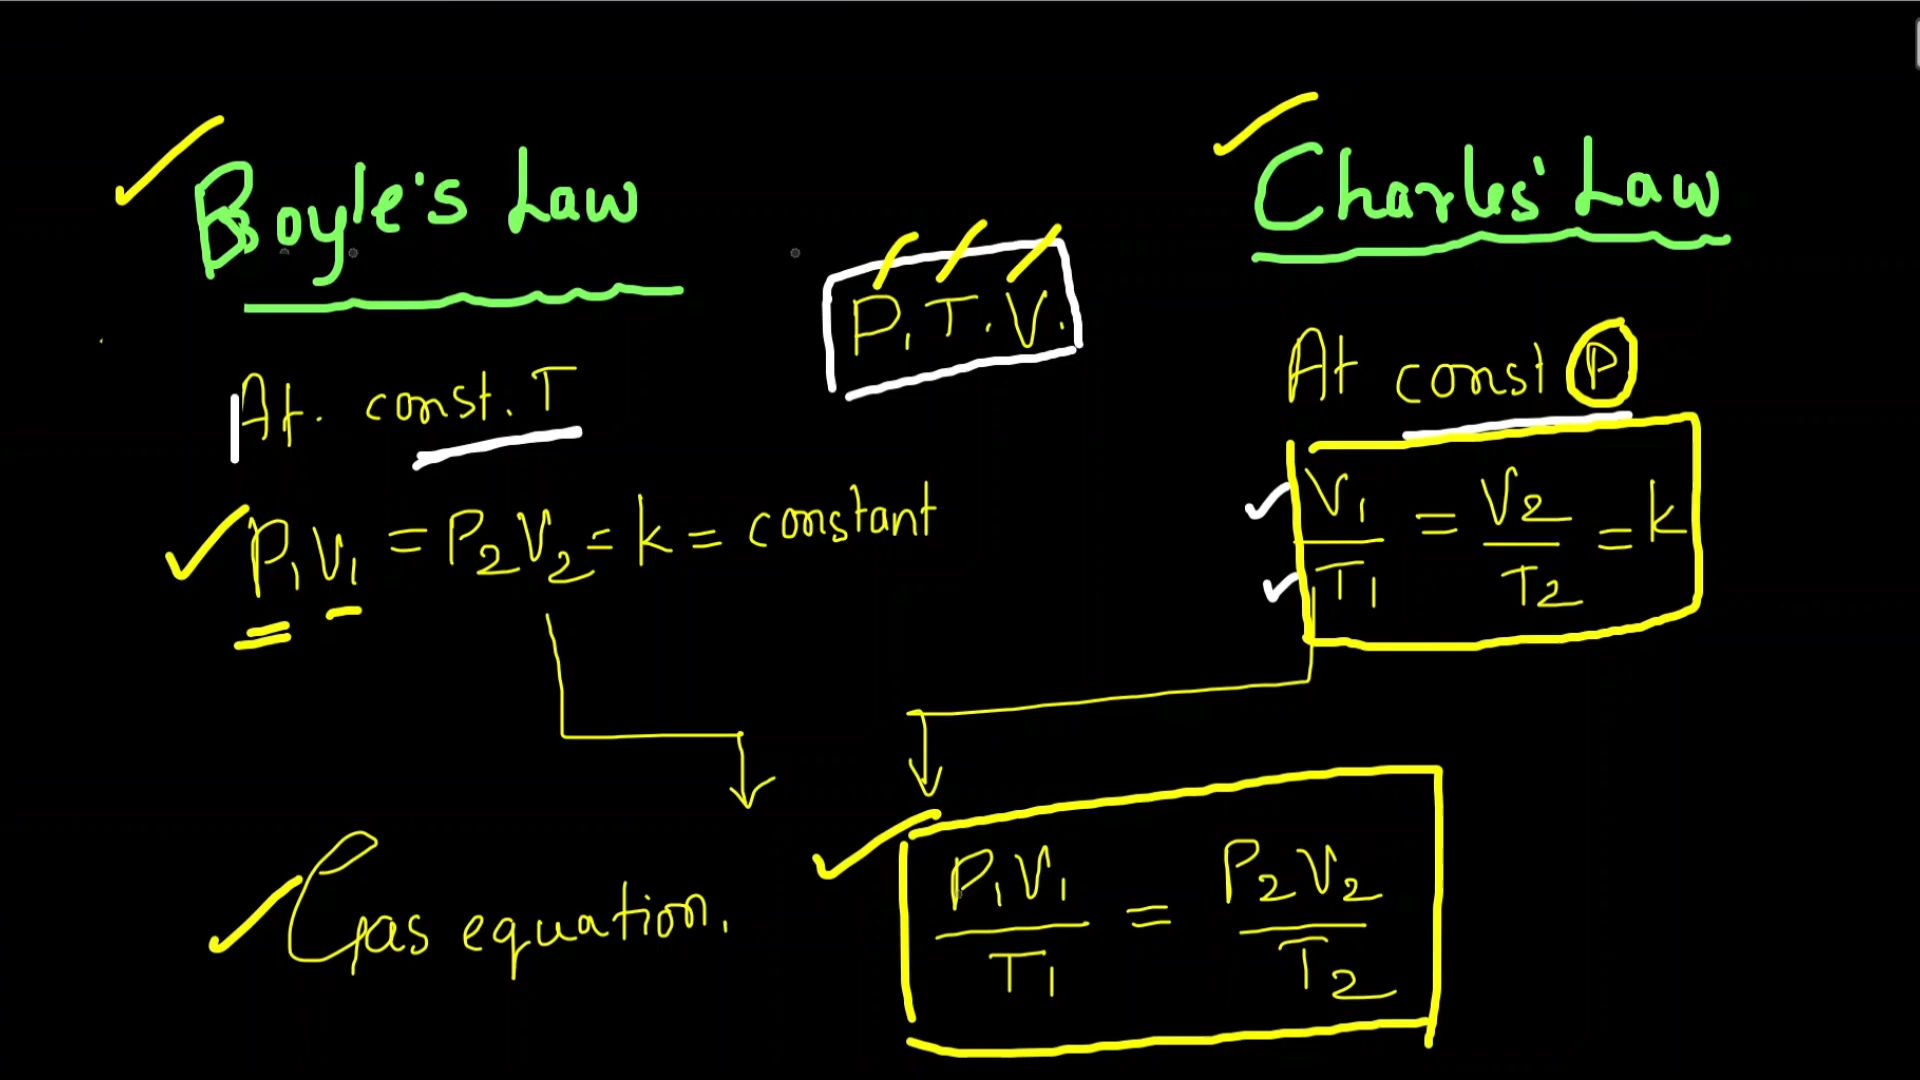 Boyle's Law
At. const. T
P₁V₁ = P₂V₂ = k = constant
P, T. V.
Charles' Law
At const P
V₁/T₁ = V₂/T₂ = k
Gas equation.
P₁V₁/T₁ = P₂V₂/T₂